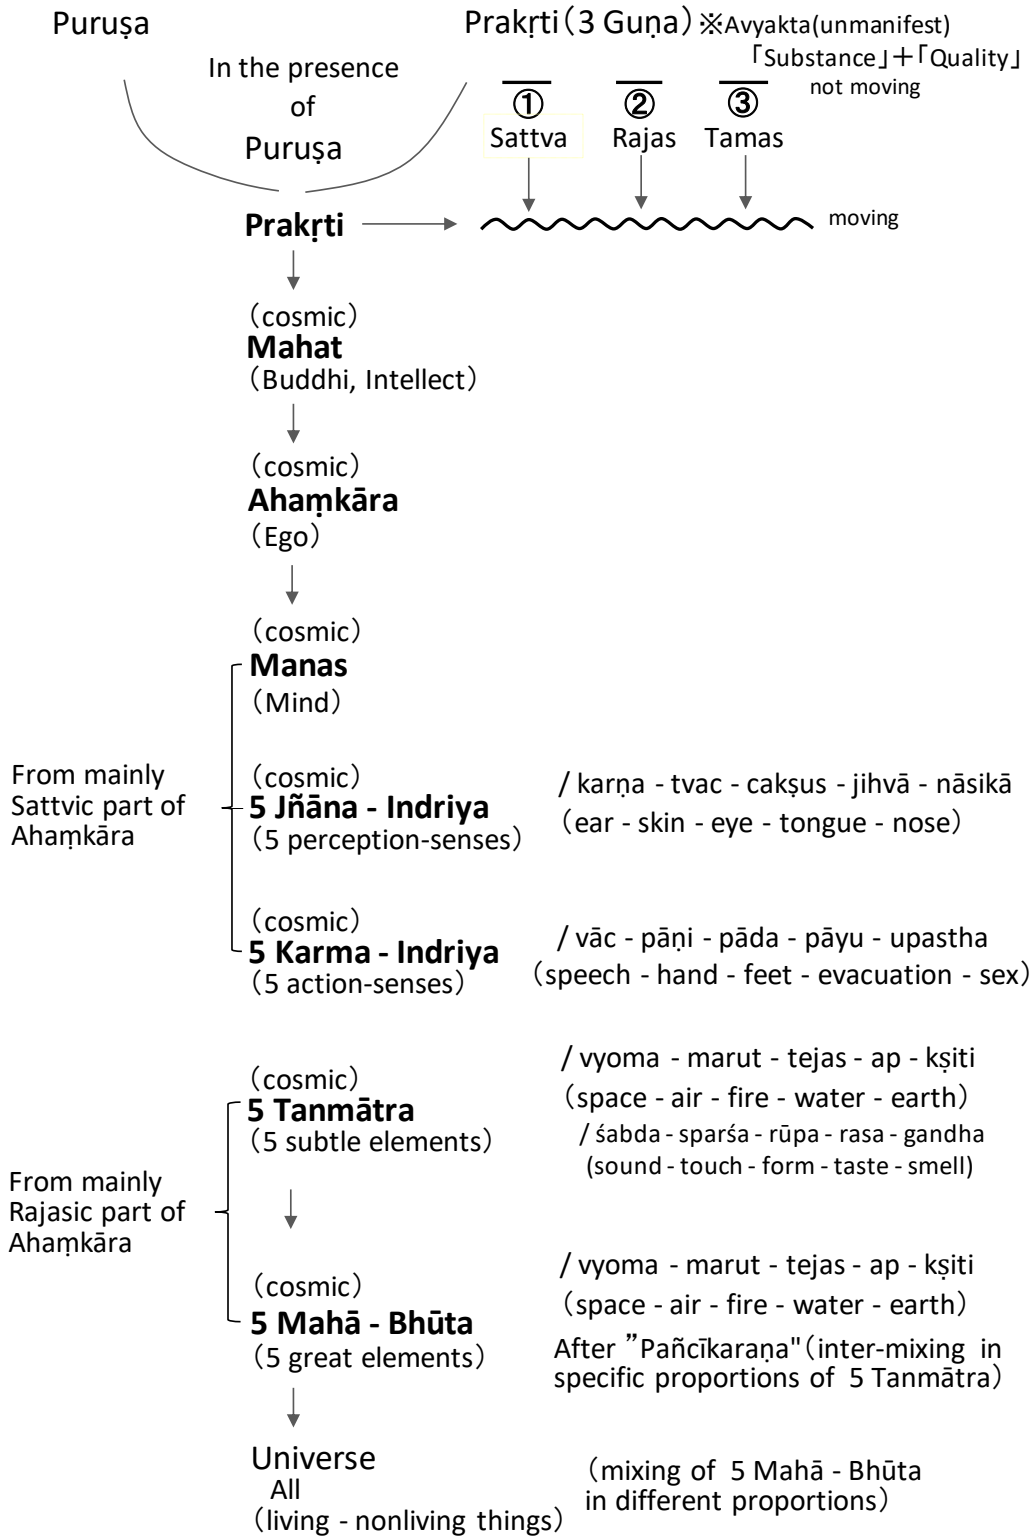 Puruṣa
Prakṛti（3 Guṇa）※Avyakta(unmanifest)
「Substance」＋「Quality」
not moving
In the presence
of
Puruṣa
① ② ③
Sattva Rajas Tamas
Prakṛti
moving
（cosmic）
Mahat
（Buddhi, Intellect）
（cosmic）
Ahaṃkāra
（Ego）
（cosmic）
Manas
（Mind）
From mainly
Sattvic part of
Ahaṃkāra
（cosmic）
5 Jñāna - Indriya
（5 perception-senses）
/ karṇa - tvac - cakṣus - jihvā - nāsikā
（ear - skin - eye - tongue - nose）
（cosmic）
5 Karma - Indriya
（5 action-senses）
/ vāc - pāṇi - pāda - pāyu - upastha
（speech - hand - feet - evacuation - sex）
From mainly
Rajasic part of
Ahaṃkāra
（cosmic）
5 Tanmātra
（5 subtle elements）
/ vyoma - marut - tejas - ap - kṣiti
（space - air - fire - water - earth）
/ śabda - sparśa - rūpa - rasa - gandha
(sound - touch - form - taste - smell)
（cosmic）
5 Mahā - Bhūta
（5 great elements）
/ vyoma - marut - tejas - ap - kṣiti
（space - air - fire - water - earth）
After ”Pañcīkaraṇa"（inter-mixing in
specific proportions of 5 Tanmātra）
Universe
All
（living - nonliving things）
（mixing of 5 Mahā - Bhūta
in different proportions）